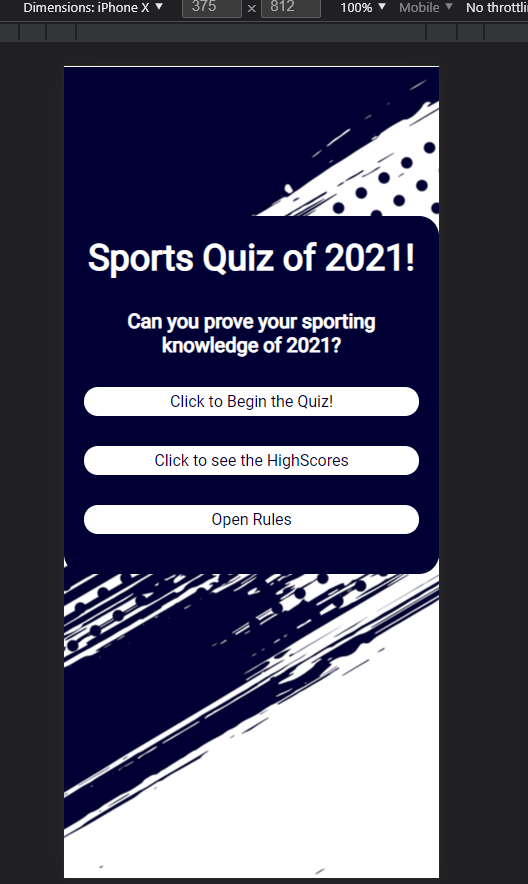 Dimensions: iPhone X ▼ 375 × 812 100% ▼ Mobile ▼ No throttlin
Sports Quiz of 2021!
Can you prove your sporting
knowledge of 2021?
Click to Begin the Quiz!
Click to see the HighScores
Open Rules